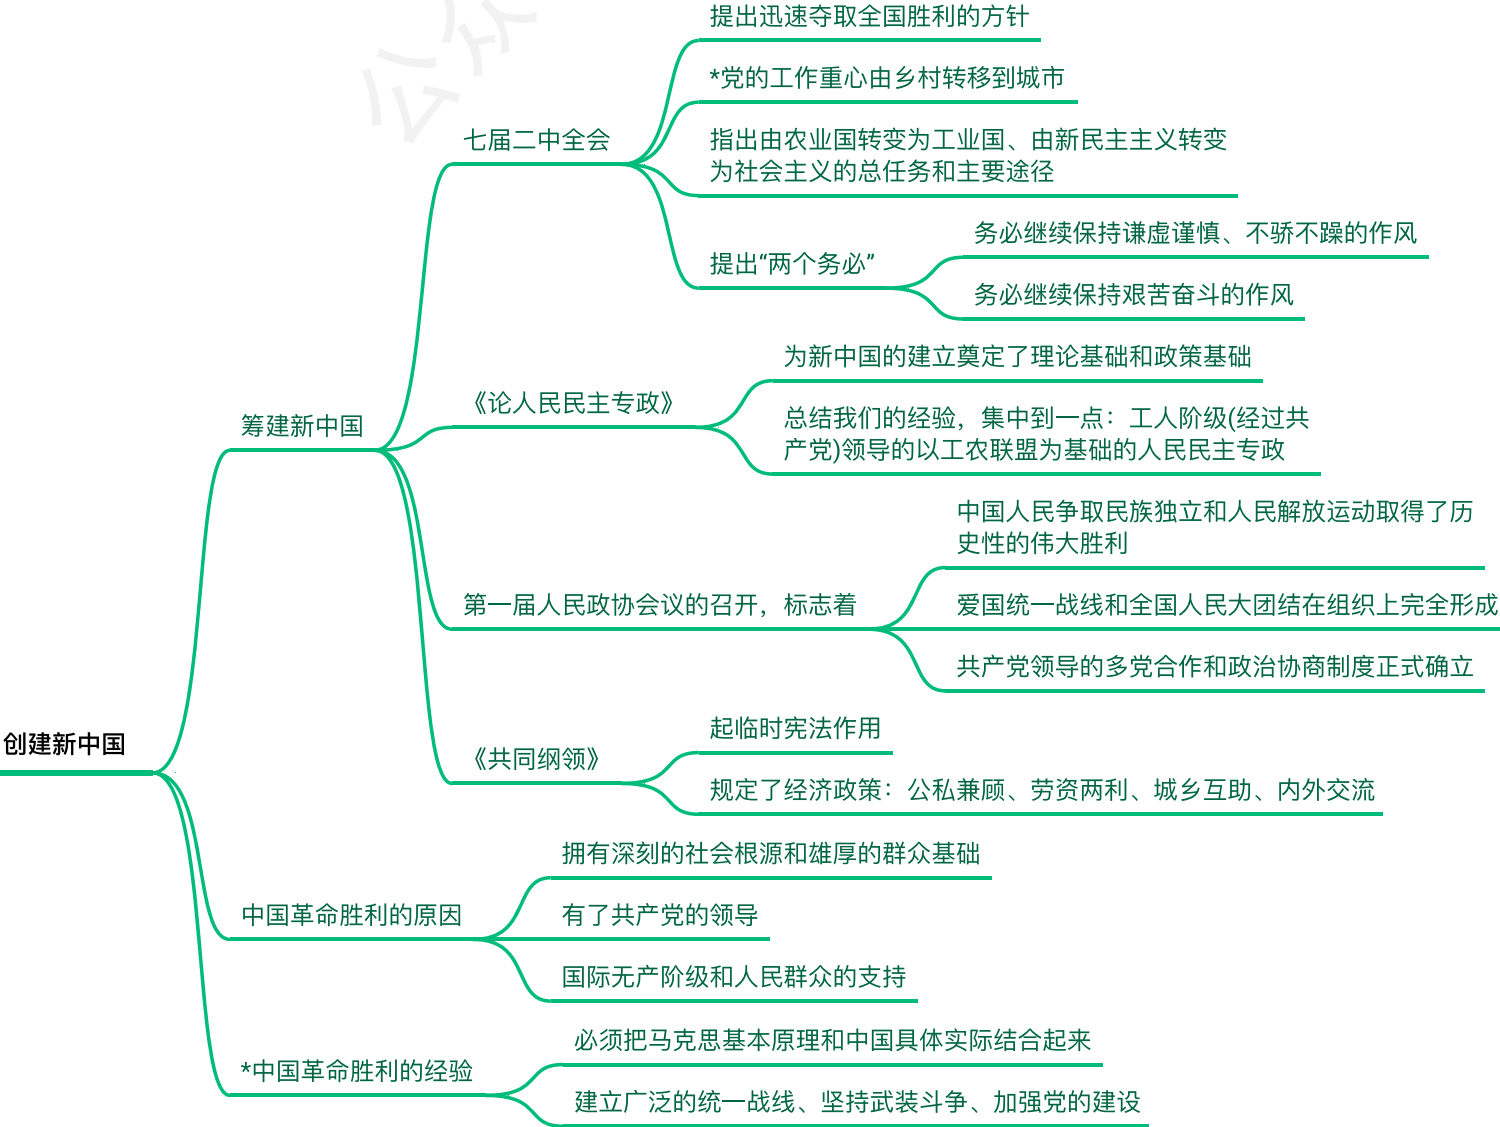 公众
提出迅速夺取全国胜利的方针
*党的工作重心由乡村转移到城市
七届二中全会
指出由农业国转变为工业国、由新民主主义转变
为社会主义的总任务和主要途径
务必继续保持谦虚谨慎、不骄不躁的作风
提出“两个务必”
务必继续保持艰苦奋斗的作风
为新中国的建立奠定了理论基础和政策基础
《论人民民主专政》
总结我们的经验，集中到一点：工人阶级(经过共
产党)领导的以工农联盟为基础的人民民主专政
筹建新中国
中国人民争取民族独立和人民解放运动取得了历
史性的伟大胜利
第一届人民政协会议的召开，标志着
爱国统一战线和全国人民大团结在组织上完全形成
共产党领导的多党合作和政治协商制度正式确立
起临时宪法作用
《共同纲领》
规定了经济政策：公私兼顾、劳资两利、城乡互助、内外交流
创建新中国
拥有深刻的社会根源和雄厚的群众基础
中国革命胜利的原因
有了共产党的领导
国际无产阶级和人民群众的支持
必须把马克思基本原理和中国具体实际结合起来
*中国革命胜利的经验
建立广泛的统一战线、坚持武装斗争、加强党的建设